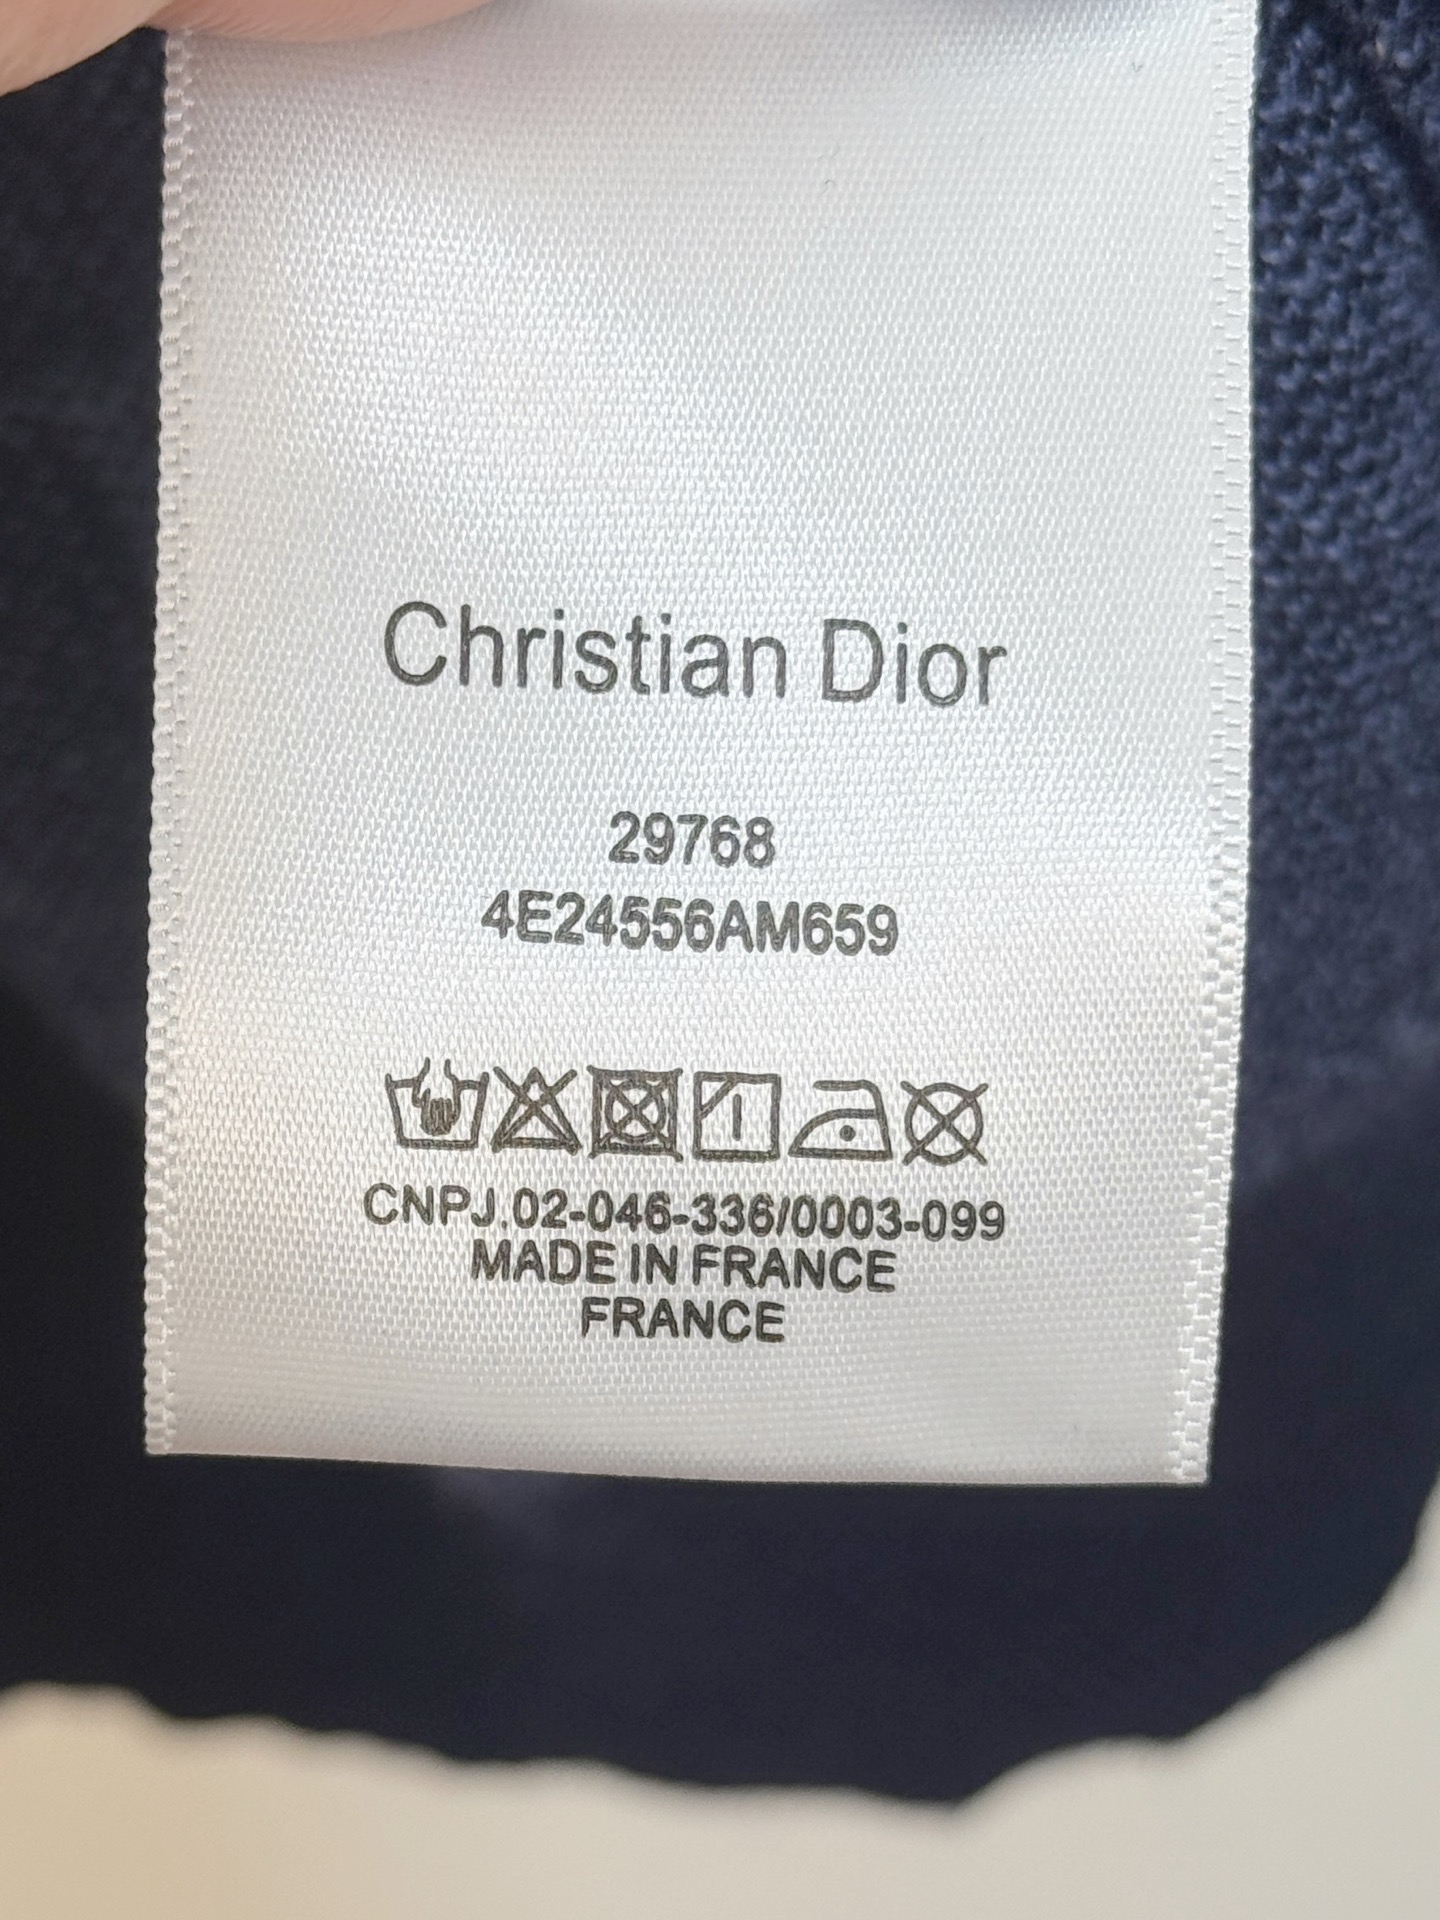 Christian Dior
29768
4E24556AM659
CNPJ.02-046-336/0003-099
MADE IN FRANCE
FRANCE